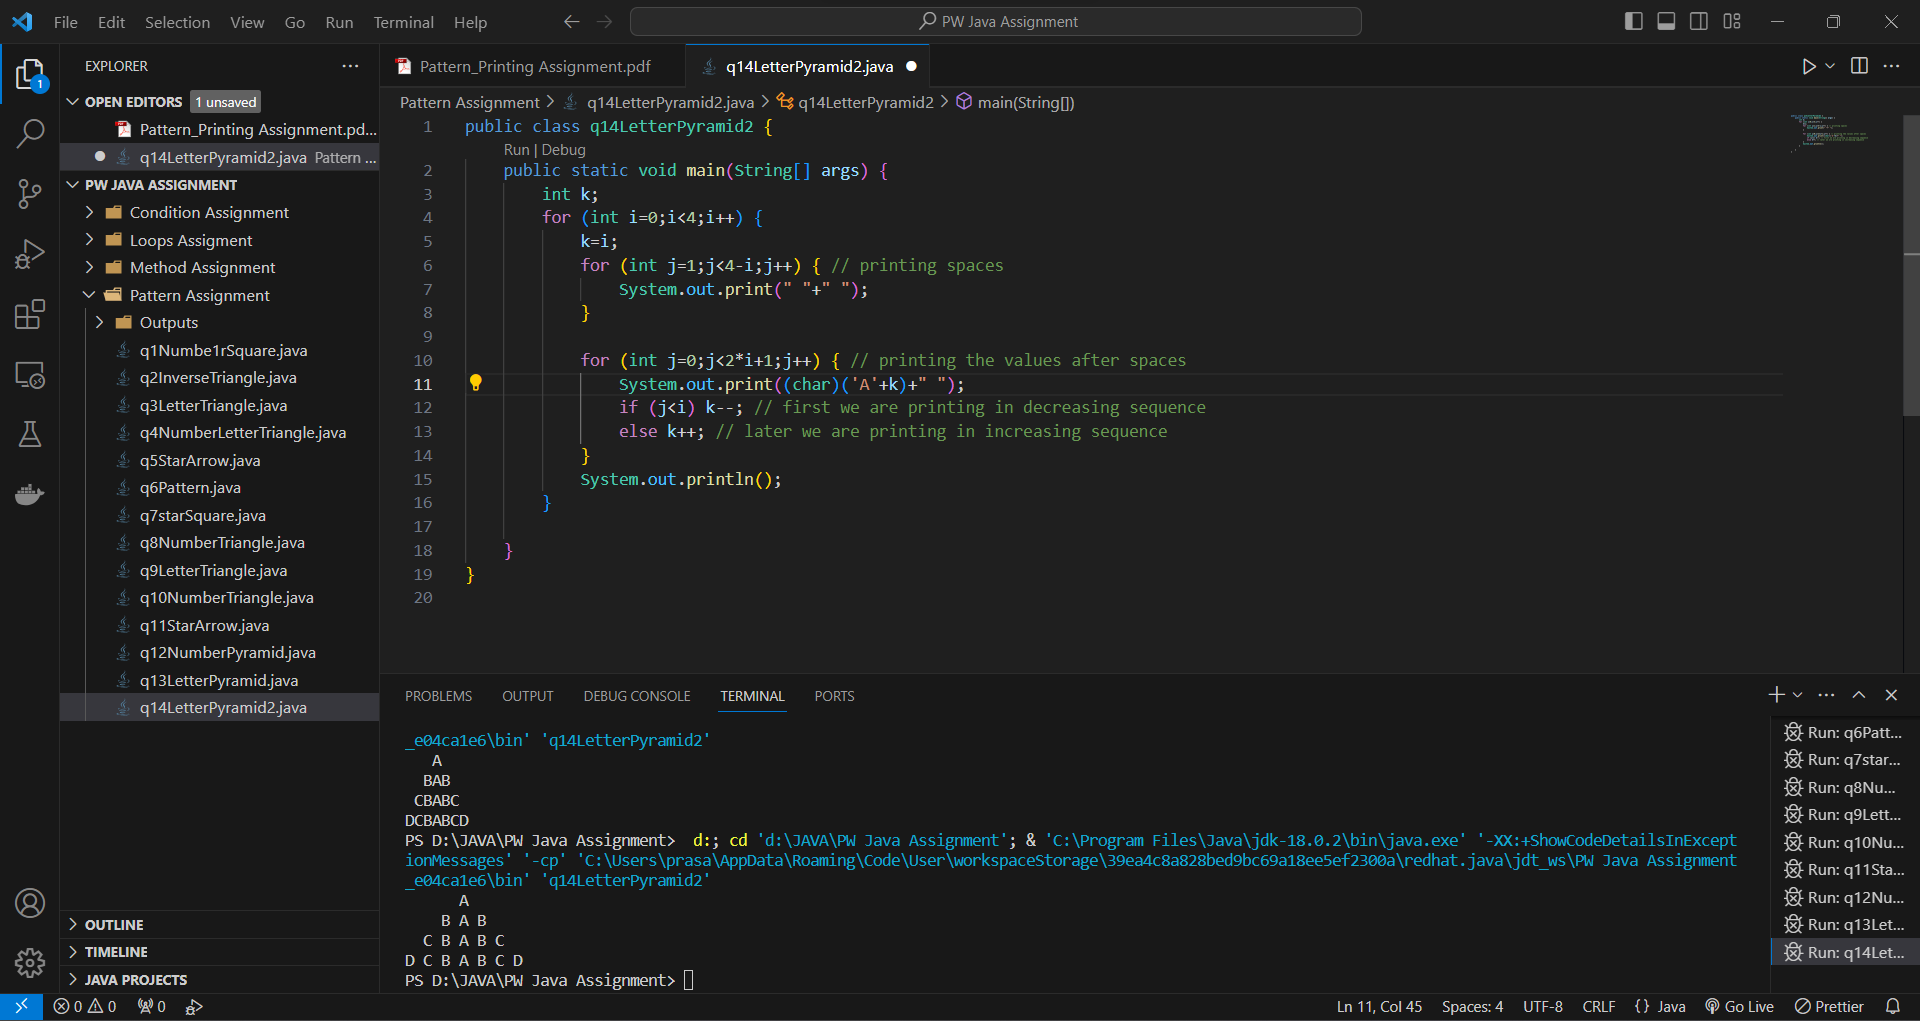 File Edit Selection View Go Run Terminal Help
PW Java Assignment
EXPLORER
OPEN EDITORS 1 unsaved
Pattern_Printing Assignment.pd...
q14LetterPyramid2.java Pattern ...
PW JAVA ASSIGNMENT
Condition Assignment
Loops Assigment
Method Assignment
Pattern Assignment
Outputs
q1Numbe1rSquare.java
q2InverseTriangle.java
q3LetterTriangle.java
q4NumberLetterTriangle.java
q5StarArrow.java
q6Pattern.java
q7starSquare.java
q8NumberTriangle.java
q9LetterTriangle.java
q10NumberTriangle.java
q11StarArrow.java
q12NumberPyramid.java
q13LetterPyramid.java
q14LetterPyramid2.java
OUTLINE
TIMELINE
JAVA PROJECTS
1
Pattern_Printing Assignment.pdf
q14LetterPyramid2.java
Pattern Assignment > q14LetterPyramid2.java > q14LetterPyramid2 > main(String[])
1 public class q14LetterPyramid2 {
Run | Debug
2 public static void main(String[] args) {
3 int k;
4 for (int i=0;i<4;i++) {
5 k=i;
6 for (int j=1;j<4-i;j++) { // printing spaces
7 System.out.print(" "+" ");
8 }
9
10 for (int j=0;j<2*i+1;j++) { // printing the values after spaces
11 System.out.print((char)('A'+k)+" ");
12 if (j<i) k--; // first we are printing in decreasing sequence
13 else k++; // later we are printing in increasing sequence
14 }
15 System.out.println();
16 }
17
18 }
19 }
20
PROBLEMS OUTPUT DEBUG CONSOLE TERMINAL PORTS
_e04ca1e6\bin' 'q14LetterPyramid2'
A
BAB
CBABC
DCBABCD
PS D:\JAVA\PW Java Assignment> d:; cd 'd:\JAVA\PW Java Assignment'; & 'C:\Program Files\Java\jdk-18.0.2\bin\java.exe' '-XX:+ShowCodeDetailsInExcept
ionMessages' '-cp' 'C:\Users\prasa\AppData\Roaming\Code\User\workspaceStorage\39ea4c8a828bed9bc69a18ee5ef2300a\redhat.java\jdt_ws\PW Java Assignment
_e04ca1e6\bin' 'q14LetterPyramid2'
A
B A B
C B A B C
D C B A B C D
PS D:\JAVA\PW Java Assignment>
Run: q6Patt...
Run: q7star...
Run: q8Nu...
Run: q9Lett...
Run: q10Nu...
Run: q11Sta...
Run: q12Nu...
Run: q13Let...
Run: q14Let...
0 0 0
Ln 11, Col 45 Spaces: 4 UTF-8 CRLF {} Java Go Live Prettier